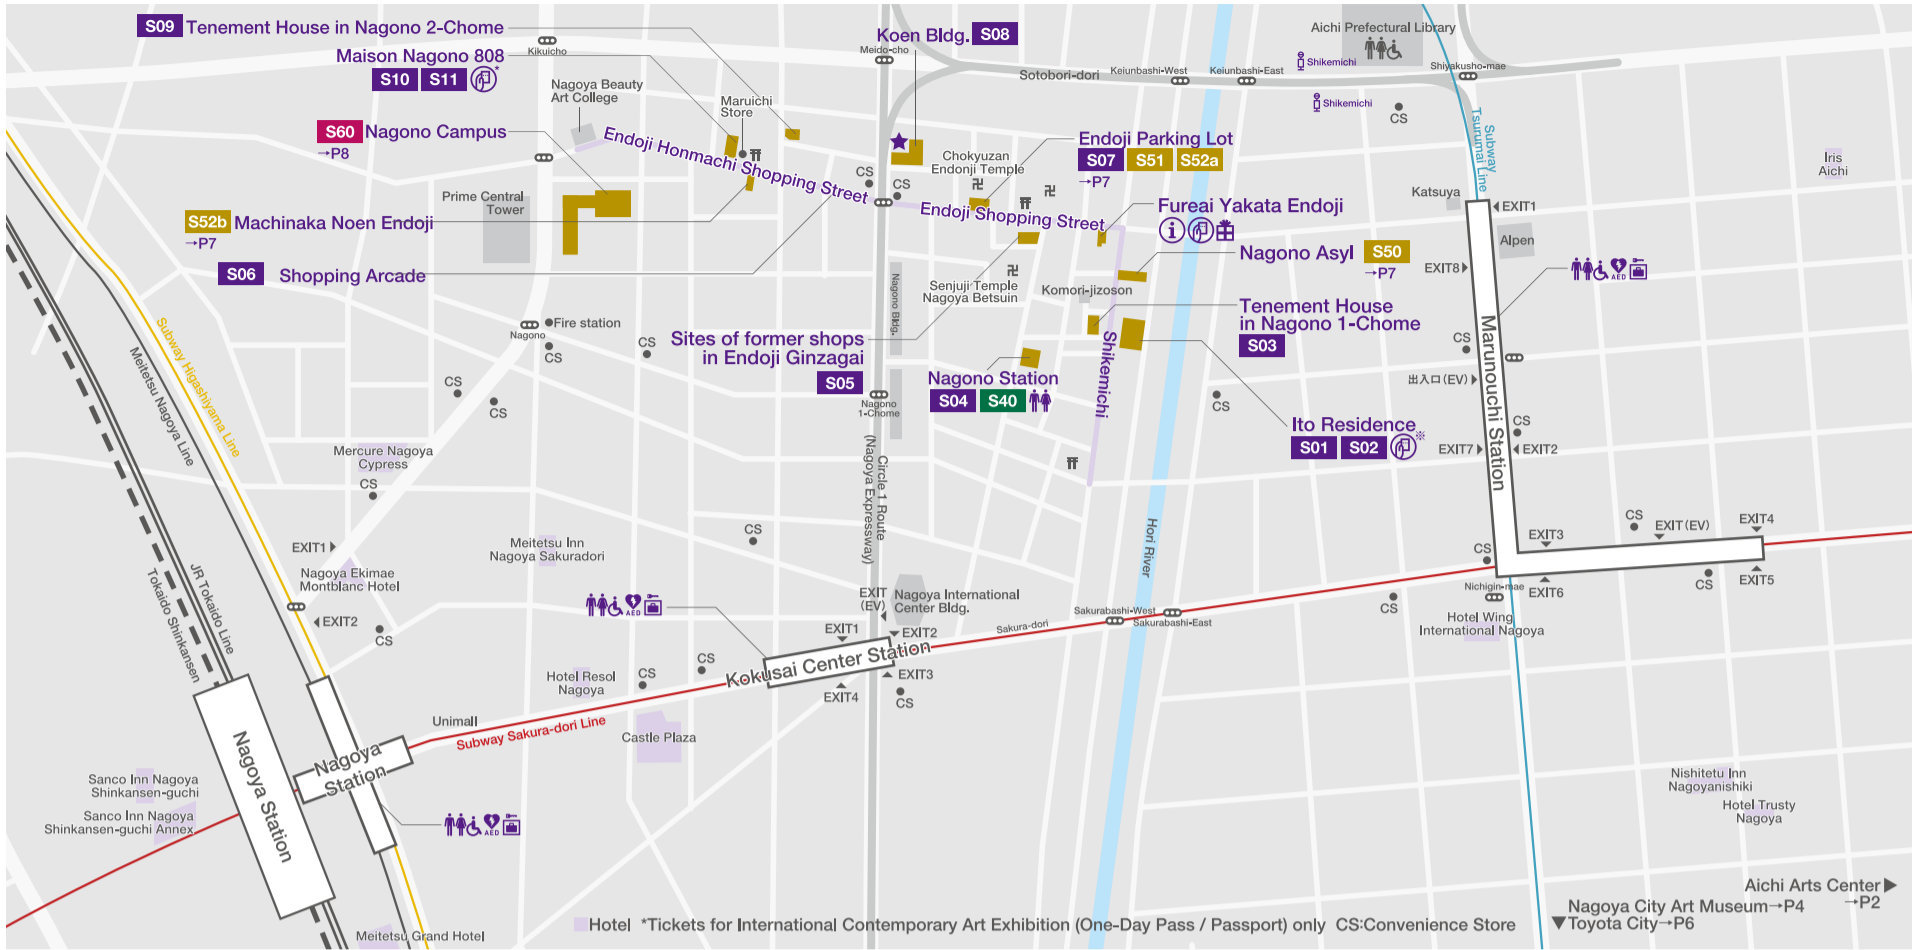 S09 Tenement House in Nagono 2-Chome
Kikuicho
Maison Nagono 808
S10 S11 *
Nagoya Beauty
Art College
Maruichi
Store
S60 Nagono Campus
→P8
Endoji Honmachi Shopping Street
Prime Central
Tower
S52b Machinaka Noen Endoji
→P7
S06 Shopping Arcade
Koen Bldg. S08
Meido-cho
Sotobori-dori
Keiunbashi-West
Keiunbashi-East
Shikemichi
Shikemichi
Aichi Prefectural Library
Shiyakusho-mae
CS
Subway
Tsurumai Line
Iris
Aichi
CS
CS
Chokyuzan
Endonji Temple
Endoji Parking Lot
S07 S51 S52a
→P7
Endoji Shopping Street
Fureai Yakata Endoji
i
Nagono Asyl S50
→P7
Katsuya
EXIT1
Alpen
EXIT8
AED
Senjuji Temple
Nagoya Betsuin
Komori-jizoson
Tenement House
in Nagono 1-Chome
S03
Nagono Bldg.
Sites of former shops
in Endoji Ginzagai
S05
Nagono
1-Chome
Nagono Station
S04 S40
Shikemichi
Ito Residence
S01 S02 ※
CS
CS
出入口(EV)
Marunouchi Station
CS
EXIT7
EXIT2
Fire station
Nagono
CS
CS
CS
CS
Subway Higashiyama Line
Meitetsu Nagoya Line
Mercure Nagoya
Cypress
CS
Circle 1 Route
(Nagoya Expressway)
CS
Meitetsu Inn
Nagoya Sakuradori
EXIT1
Nagoya Ekimae
Montblanc Hotel
EXIT2
CS
JR Tokaido Line
Tokaido Shinkansen
AED
EXIT
(EV)
Nagoya International
Center Bldg.
EXIT1
EXIT2
Kokusai Center Station
EXIT3
EXIT4
CS
Sakura-dori
Sakurabashi-West
Sakurabashi-East
Hori River
CS
EXIT3
CS
EXIT(EV)
EXIT4
CS
EXIT5
EXIT6
Nichigin-mae
CS
Hotel Wing
International Nagoya
Hotel Resol
Nagoya
CS
CS
Unimall
Subway Sakura-dori Line
Castle Plaza
Nagoya
Station
Nagoya Station
Sanco Inn Nagoya
Shinkansen-guchi
Sanco Inn Nagoya
Shinkansen-guchi Annex
AED
Nishitetu Inn
Nagoyanishiki
Hotel Trusty
Nagoya
Meitetsu Grand Hotel
Hotel *Tickets for International Contemporary Art Exhibition (One-Day Pass / Passport) only CS:Convenience Store
Aichi Arts Center
→P2
Nagoya City Art Museum→P4
Toyota City→P6